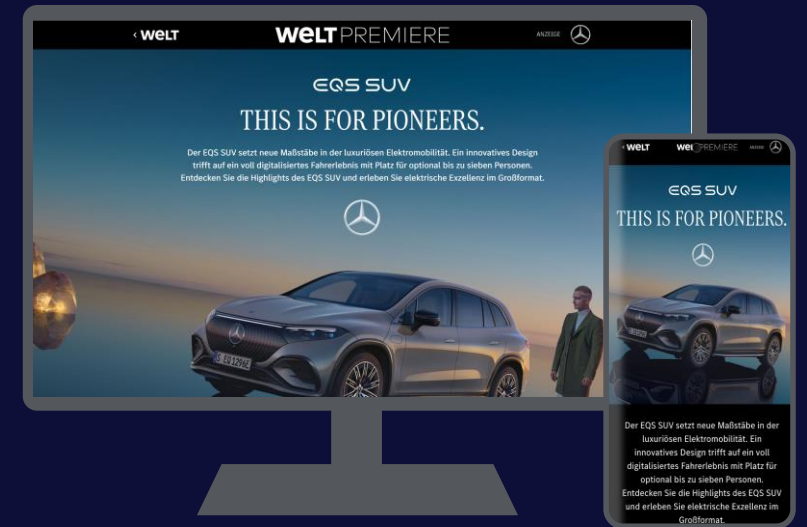 ‹ WELT
WELTPREMIERE
ANZEIGE
EQS SUV
THIS IS FOR PIONEERS.
Der EQS SUV setzt neue Maßstäbe in der luxuriösen Elektromobilität. Ein innovatives Design
trifft auf ein voll digitalisiertes Fahrerlebnis mit Platz für optional bis zu sieben Personen.
Entdecken Sie die Highlights des EQS SUV und erleben Sie elektrische Exzellenz im Großformat.
‹ WELT
WELTPREMIERE
ANZEIGE
EQS SUV
THIS IS FOR PIONEERS.
Der EQS SUV setzt neue Maßstäbe in der
luxuriösen Elektromobilität. Ein
innovatives Design trifft auf ein voll
digitalisiertes Fahrerlebnis mit Platz für
optional bis zu sieben Personen.
Entdecken Sie die Highlights des EQS SUV
und erleben Sie elektrische Exzellenz im
Großformat.